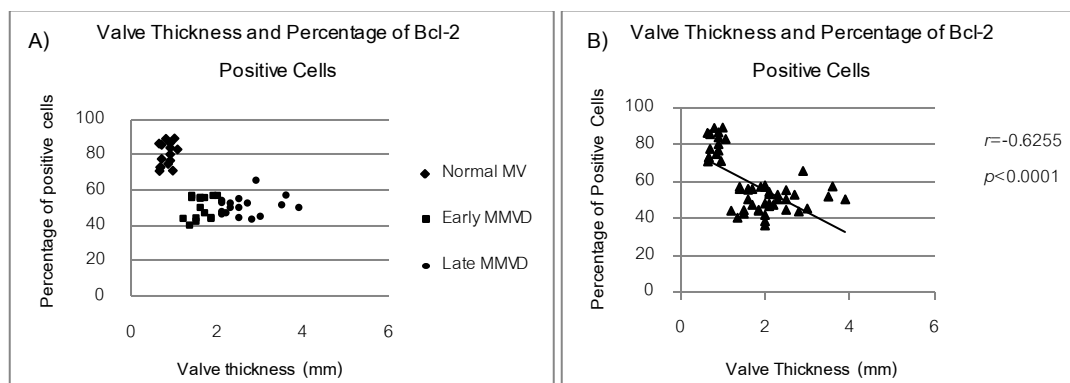 A)
Valve Thickness and Percentage of Bcl-2
Positive Cells
Percentage of positive cells
100
80
60
40
20
0
0 2 4 6
Valve thickness (mm)
Normal MV
Early MMVD
Late MMVD
B)
Valve Thickness and Percentage of Bcl-2
Positive Cells
Percentage of Positive Cells
100
80
60
40
20
0
0 2 4 6
Valve Thickness (mm)
r=-0.6255
p<0.0001